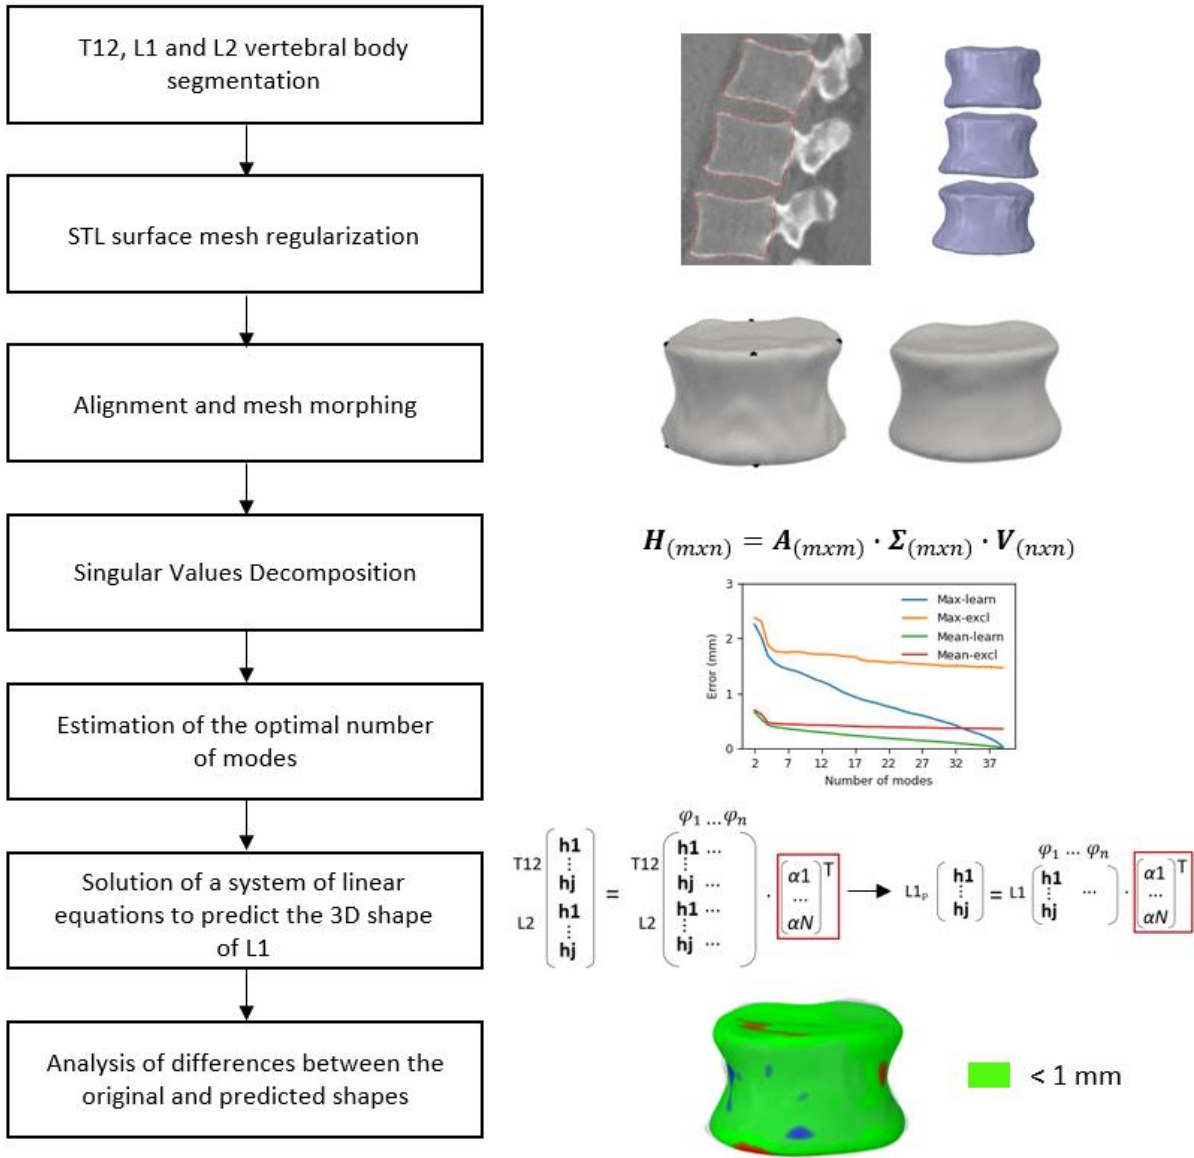 T12, L1 and L2 vertebral body
segmentation
STL surface mesh regularization
Alignment and mesh morphing
Singular Values Decomposition
H(mxn) = A(mxm) · Σ(mxn) · V(nxn)
3
2
1
0
Error (mm)
Max-learn
Max-excl
Mean-learn
Mean-excl
2 7 12 17 22 27 32 37
Number of modes
Estimation of the optimal number
of modes
Solution of a system of linear
equations to predict the 3D shape
of L1
φ1 ... φn
T12 h1 ⋮ hj
L2 h1 ⋮ hj
=
T12 h1 ... ⋮ hj ...
L2 h1 ... ⋮ hj ...
· α1 ... αN T
φ1 ... φn
L1P h1 ⋮ hj = L1 h1 ⋮ hj ... · α1 ... αN T
Analysis of differences between the
original and predicted shapes
< 1 mm